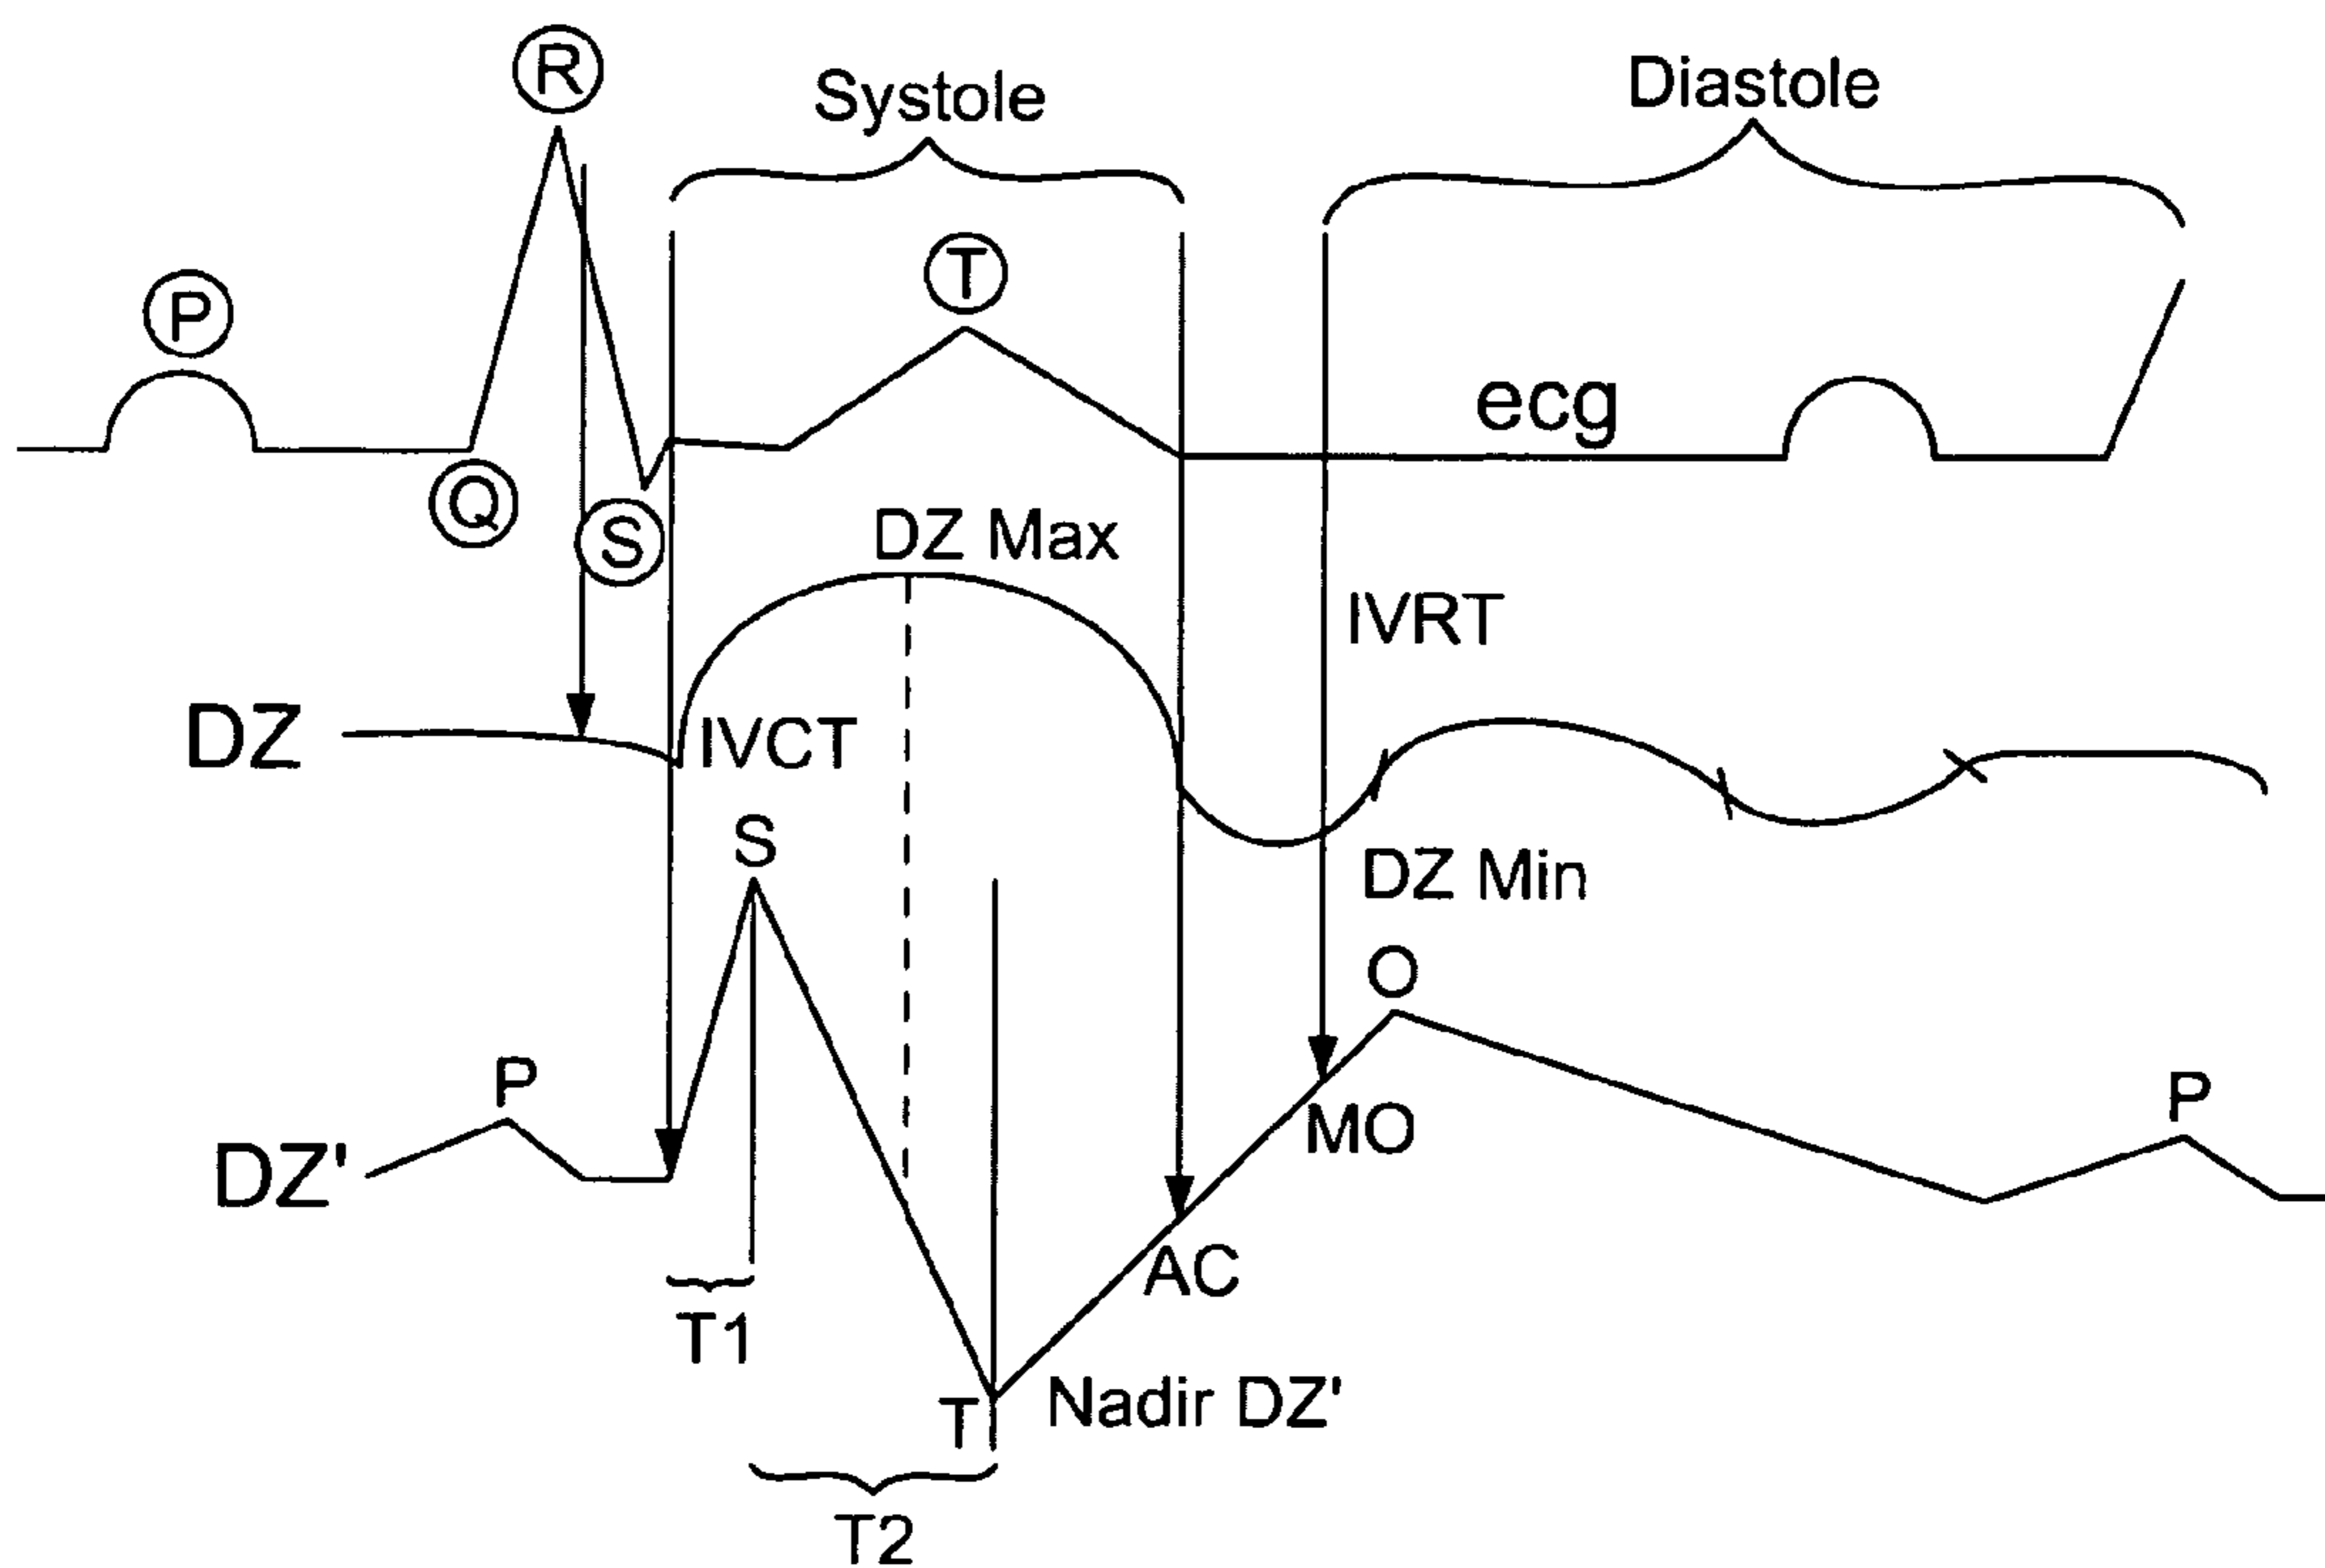 R
Systole
Diastole
P
T
ecg
Q
S
DZ Max
IVRT
DZ
IVCT
S
DZ Min
O
P
MO
P
DZ'
AC
T1
T
Nadir DZ'
T2